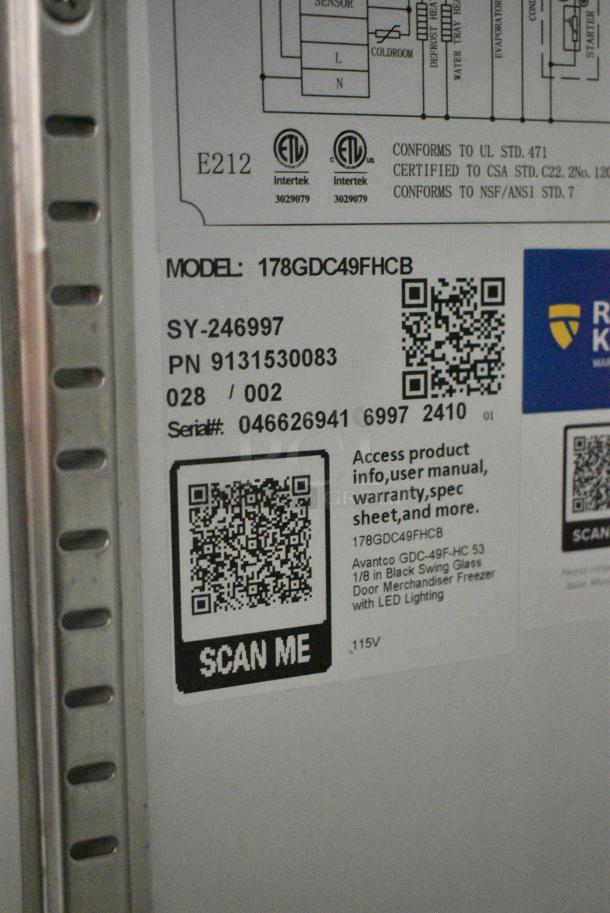 SENSOR
L
N
COLDROOM
DEFROST HEA
WATER TRAY HE
EVAPORATOR
STARTER
E212
ETL
Intertek
3029079
C ETL US
Intertek
3029079
CONFORMS TO UL STD.471
CERTIFIED TO CSA STD.C22.2No.120
CONFORMS TO NSF/ANSI STD.7
MODEL: 178GDC49FHCB
SY-246997
PN 9131530083
028 / 002
Serial#: 046626941 6997 2410 01
SCAN ME
Access product
info,user manual,
warranty,spec
sheet,and more.
178GDC49FHCB
Avantco GDC-49F-HC 53
1/8 in Black Swing Glass
Door Merchandiser Freezer
with LED Lighting
115V
R
K
WAR
SCAN